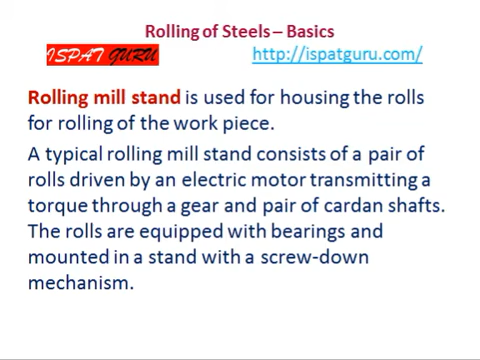 Rolling of Steels – Basics
ISPAT GURU http://ispatguru.com/
Rolling mill stand is used for housing the rolls
for rolling of the work piece.
A typical rolling mill stand consists of a pair of
rolls driven by an electric motor transmitting a
torque through a gear and pair of cardan shafts.
The rolls are equipped with bearings and
mounted in a stand with a screw-down
mechanism.